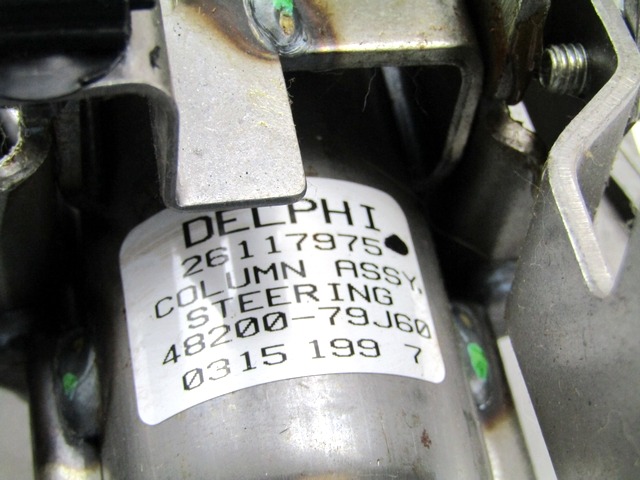 DELPHI
26117975
COLUMN ASSY,
STEERING
48200-79J60
0315 199 7